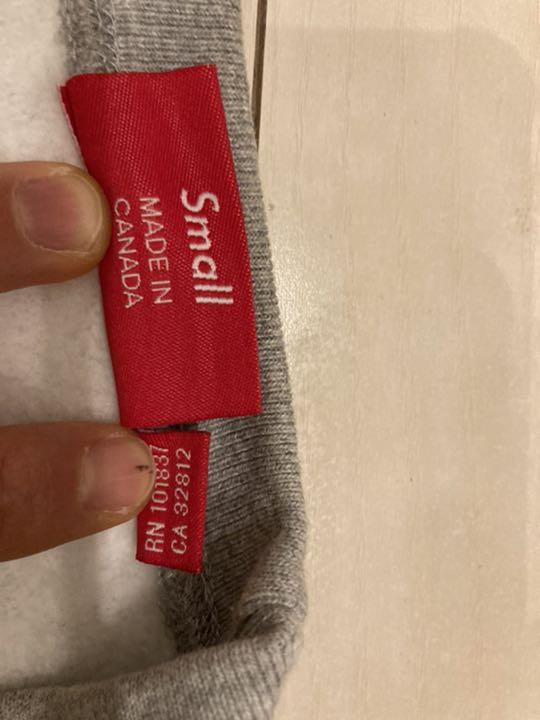 Small
MADE IN
CANADA
RN 101837
CA 32812